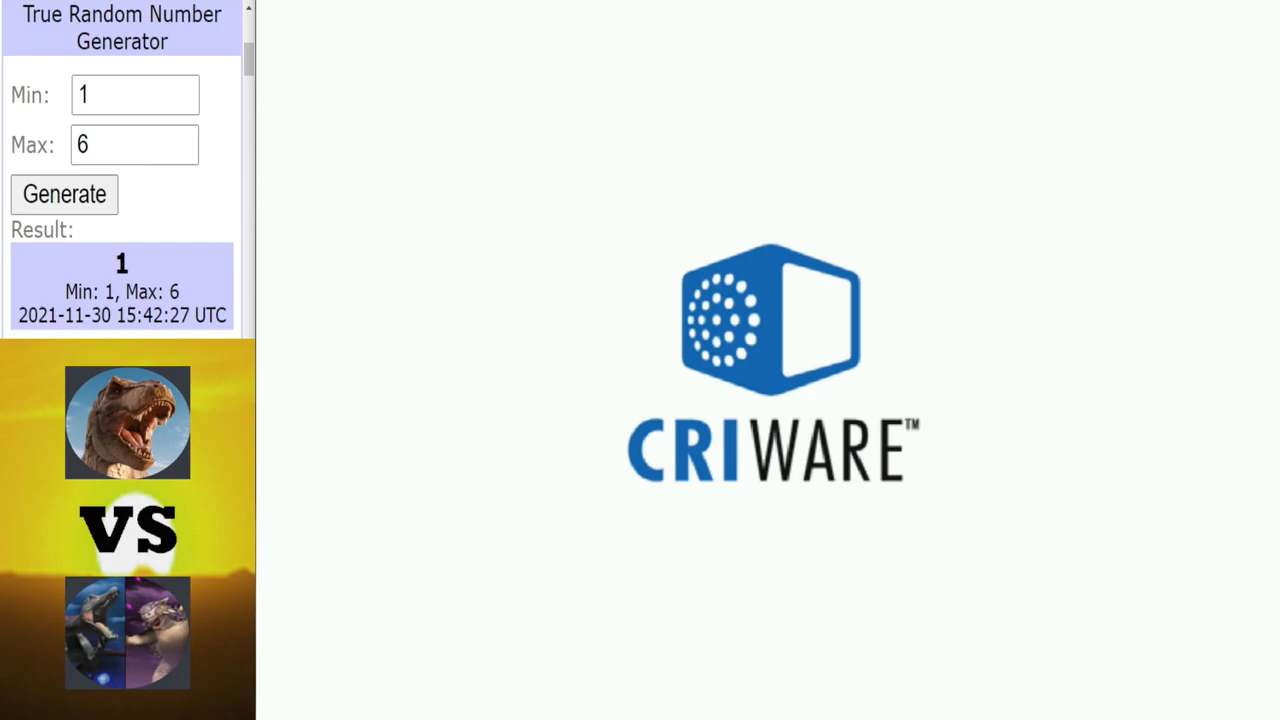 True Random Number
Generator
Min: 1
Max: 6
Generate
Result:
1
Min: 1, Max: 6
2021-11-30 15:42:27 UTC
VS
CRIWARE™